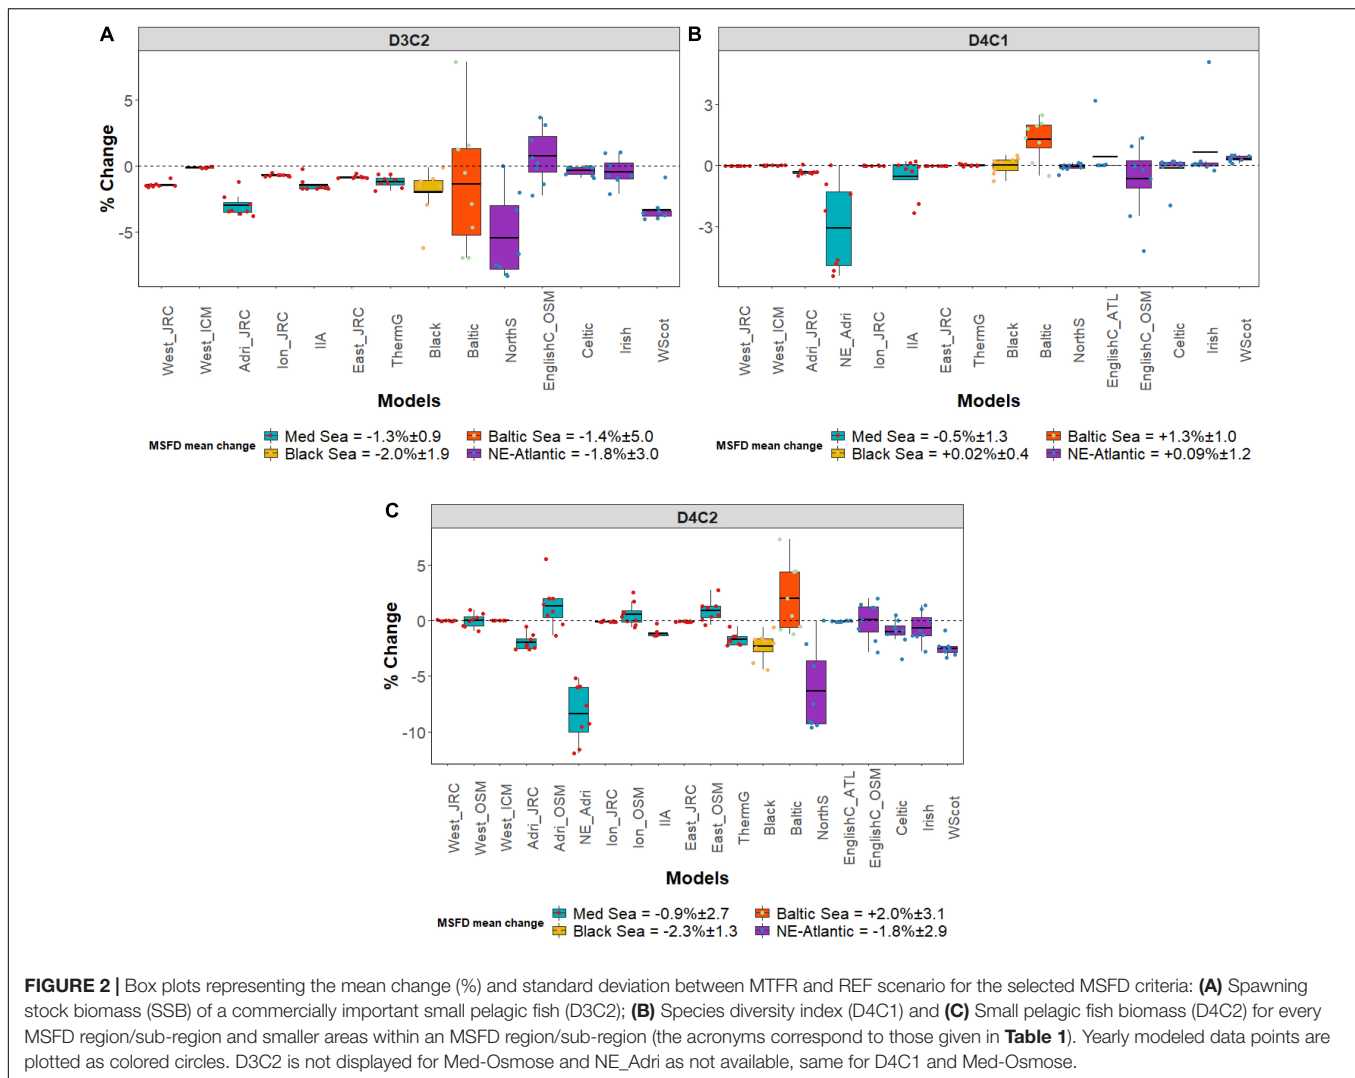 A
D3C2
% Change
5
0
-5
West_JRC
West_ICM
Adri_JRC
Ion_JRC
IIA
East_JRC
ThermG
Black
Baltic
NorthS
EnglishC_OSM
Celtic
Irish
WScot
Models
MSFD mean change
Med Sea = -1.3%±0.9
Baltic Sea = -1.4%±5.0
Black Sea = -2.0%±1.9
NE-Atlantic = -1.8%±3.0
B
D4C1
% Change
3
0
-3
West_JRC
West_ICM
Adri_JRC
NE_Adri
Ion_JRC
IIA
East_JRC
ThermG
Black
Baltic
NorthS
EnglishC_ATL
EnglishC_OSM
Celtic
Irish
WScot
Models
MSFD mean change
Med Sea = -0.5%±1.3
Baltic Sea = +1.3%±1.0
Black Sea = +0.02%±0.4
NE-Atlantic = +0.09%±1.2
C
D4C2
% Change
5
0
-5
-10
West_JRC
West_OSM
West_ICM
Adri_JRC
Adri_OSM
NE_Adri
Ion_JRC
Ion_OSM
IIA
East_JRC
East_OSM
ThermG
Black
Baltic
NorthS
EnglishC_ATL
EnglishC_OSM
Celtic
Irish
WScot
Models
MSFD mean change
Med Sea = -0.9%±2.7
Baltic Sea = +2.0%±3.1
Black Sea = -2.3%±1.3
NE-Atlantic = -1.8%±2.9
FIGURE 2 | Box plots representing the mean change (%) and standard deviation between MTFR and REF scenario for the selected MSFD criteria: (A) Spawning
stock biomass (SSB) of a commercially important small pelagic fish (D3C2); (B) Species diversity index (D4C1) and (C) Small pelagic fish biomass (D4C2) for every
MSFD region/sub-region and smaller areas within an MSFD region/sub-region (the acronyms correspond to those given in Table 1). Yearly modeled data points are
plotted as colored circles. D3C2 is not displayed for Med-Osmose and NE_Adri as not available, same for D4C1 and Med-Osmose.